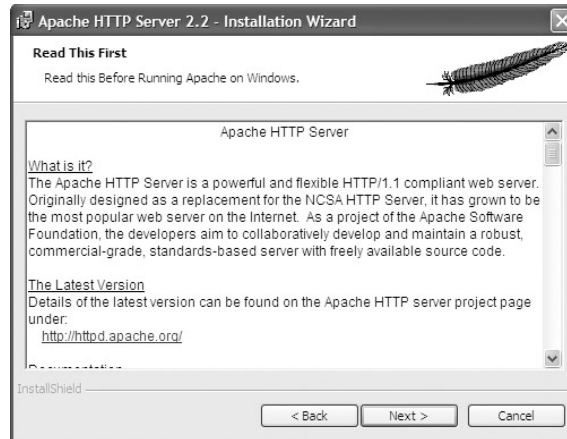 Apache HTTP Server 2.2 - Installation Wizard
Read This First
Read this Before Running Apache on Windows.
Apache HTTP Server
What is it?
The Apache HTTP Server is a powerful and flexible HTTP/1.1 compliant web server.
Originally designed as a replacement for the NCSA HTTP Server, it has grown to be
the most popular web server on the Internet. As a project of the Apache Software
Foundation, the developers aim to collaboratively develop and maintain a robust,
commercial-grade, standards-based server with freely available source code.
The Latest Version
Details of the latest version can be found on the Apache HTTP server project page
under:
http://httpd.apache.org/
Documentation
InstallShield
< Back Next > Cancel